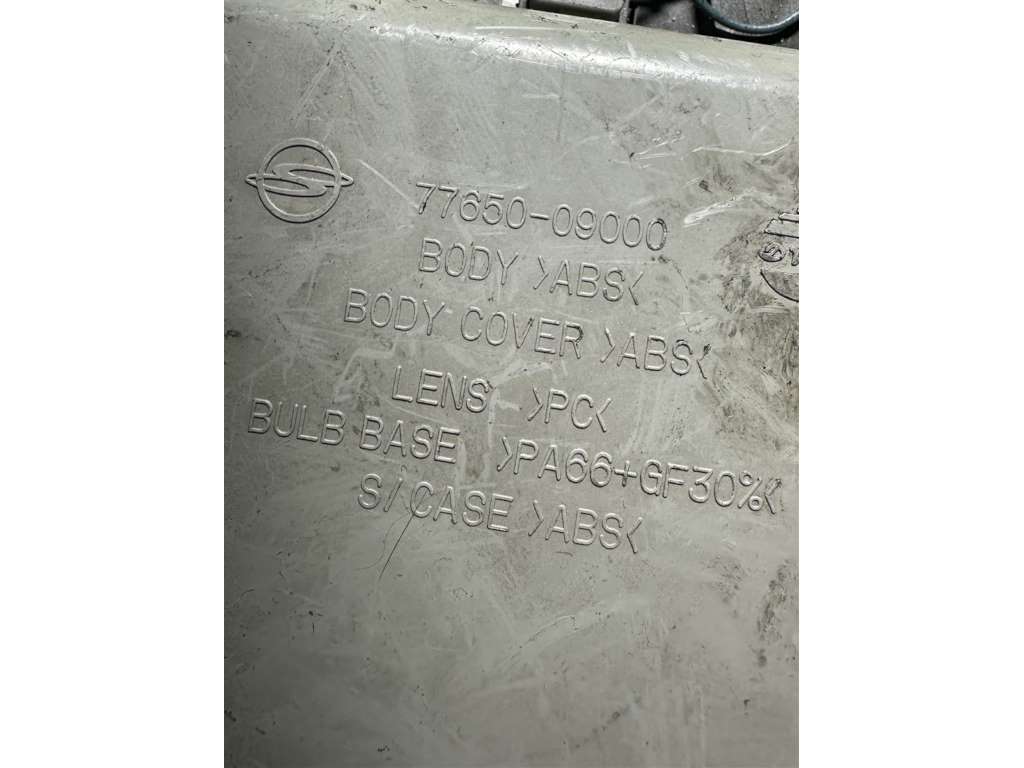 77650-09000
BODY >ABS<
BODY COVER >ABS<
LENS >PC<
BULB BASE >PA66+GF30%<
S/CASE >ABS<